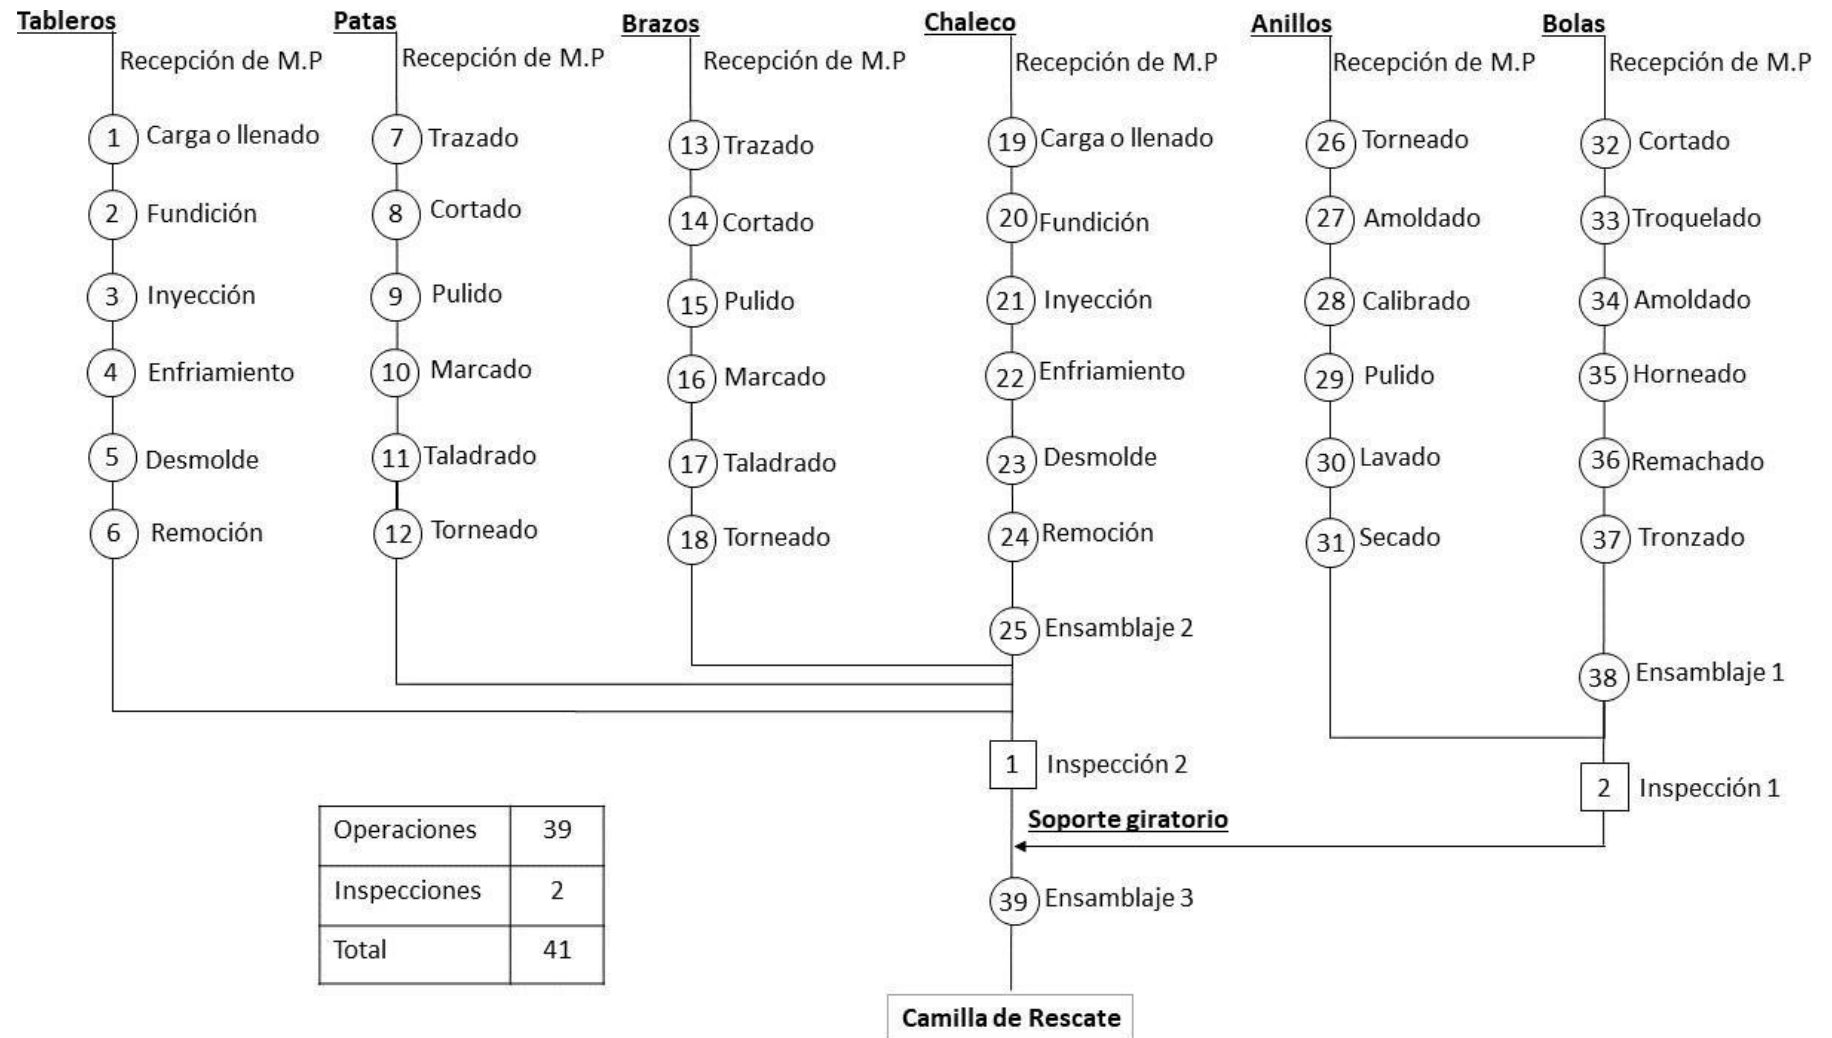 Tableros
Recepción de M.P
1 Carga o llenado
2 Fundición
3 Inyección
4 Enfriamiento
5 Desmolde
6 Remoción
Patas
Recepción de M.P
7 Trazado
8 Cortado
9 Pulido
10 Marcado
11 Taladrado
12 Torneado
Brazos
Recepción de M.P
13 Trazado
14 Cortado
15 Pulido
16 Marcado
17 Taladrado
18 Torneado
Chaleco
Recepción de M.P
19 Carga o llenado
20 Fundición
21 Inyección
22 Enfriamiento
23 Desmolde
24 Remoción
25 Ensamblaje 2
Anillos
Recepción de M.P
26 Torneado
27 Amoldado
28 Calibrado
29 Pulido
30 Lavado
31 Secado
Bolas
Recepción de M.P
32 Cortado
33 Troquelado
34 Amoldado
35 Horneado
36 Remachado
37 Tronzado
38 Ensamblaje 1
1 Inspección 2
2 Inspección 1
Soporte giratorio
39 Ensamblaje 3
Operaciones 39
Inspecciones 2
Total 41
Camilla de Rescate